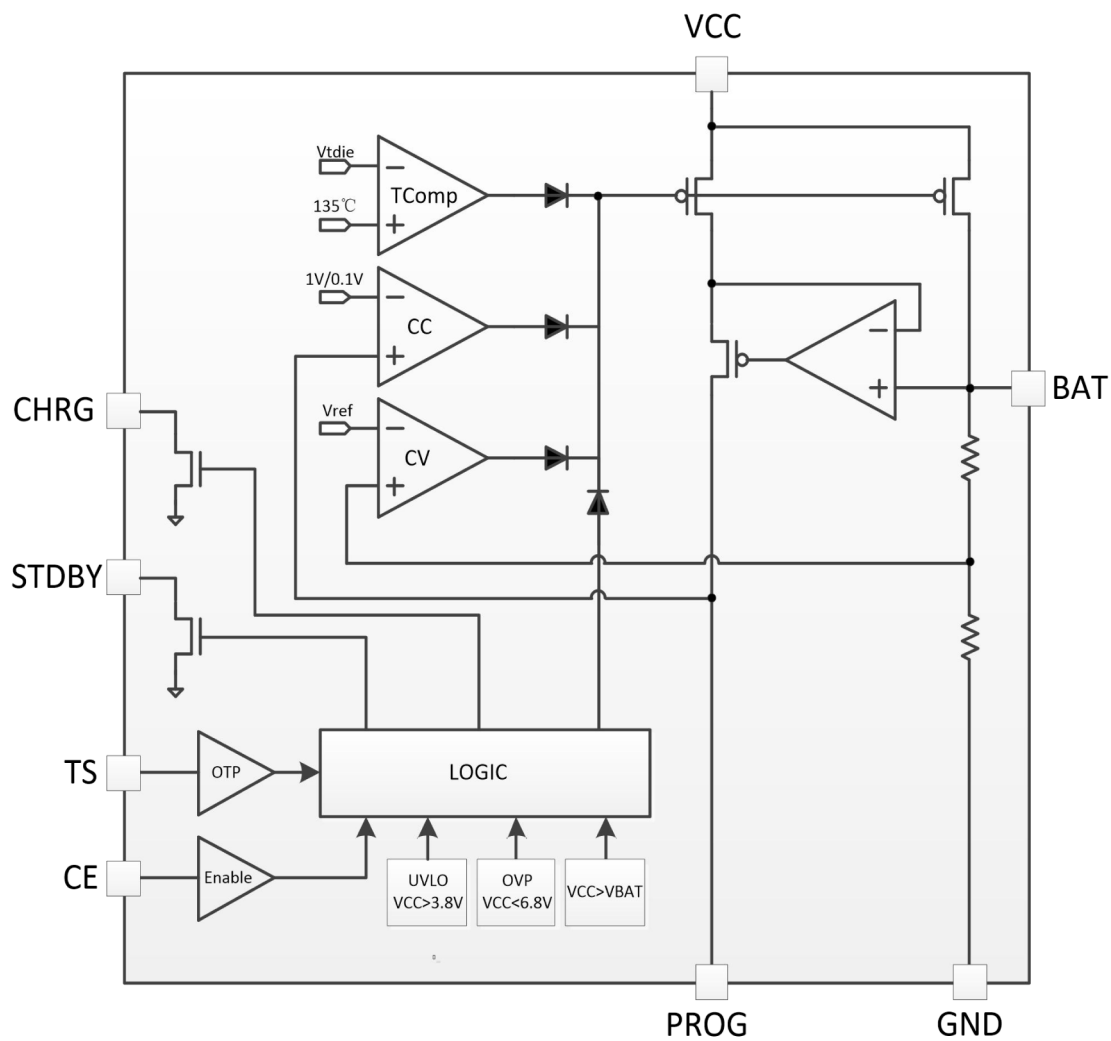 VCC
Vtdie
−
TComp
135℃
+
1V/0.1V
−
CC
+
−
+
BAT
CHRG
Vref
−
CV
+
STDBY
TS
OTP
LOGIC
CE
Enable
UVLO
VCC>3.8V
OVP
VCC<6.8V
VCC>VBAT
PROG
GND